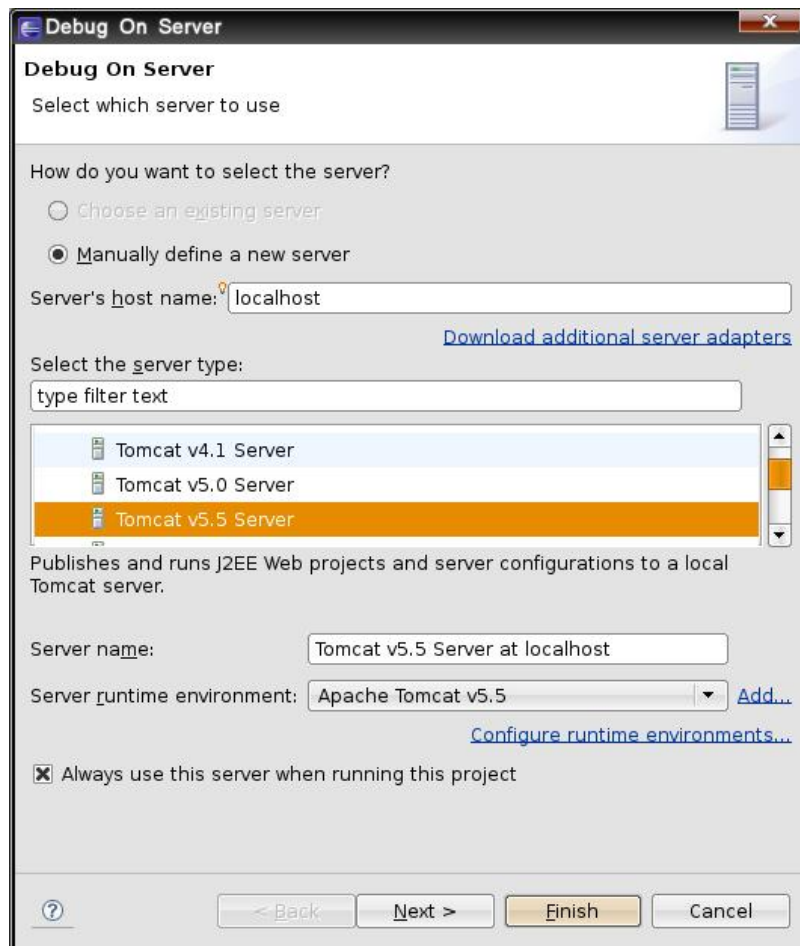 Debug On Server
Debug On Server
Select which server to use
How do you want to select the server?
Choose an existing server
Manually define a new server
Server's host name: localhost
Download additional server adapters
Select the server type:
type filter text
Tomcat v4.1 Server
Tomcat v5.0 Server
Tomcat v5.5 Server
Publishes and runs J2EE Web projects and server configurations to a local
Tomcat server.
Server name: Tomcat v5.5 Server at localhost
Server runtime environment: Apache Tomcat v5.5 Add...
Configure runtime environments...
Always use this server when running this project
? < Back Next > Finish Cancel